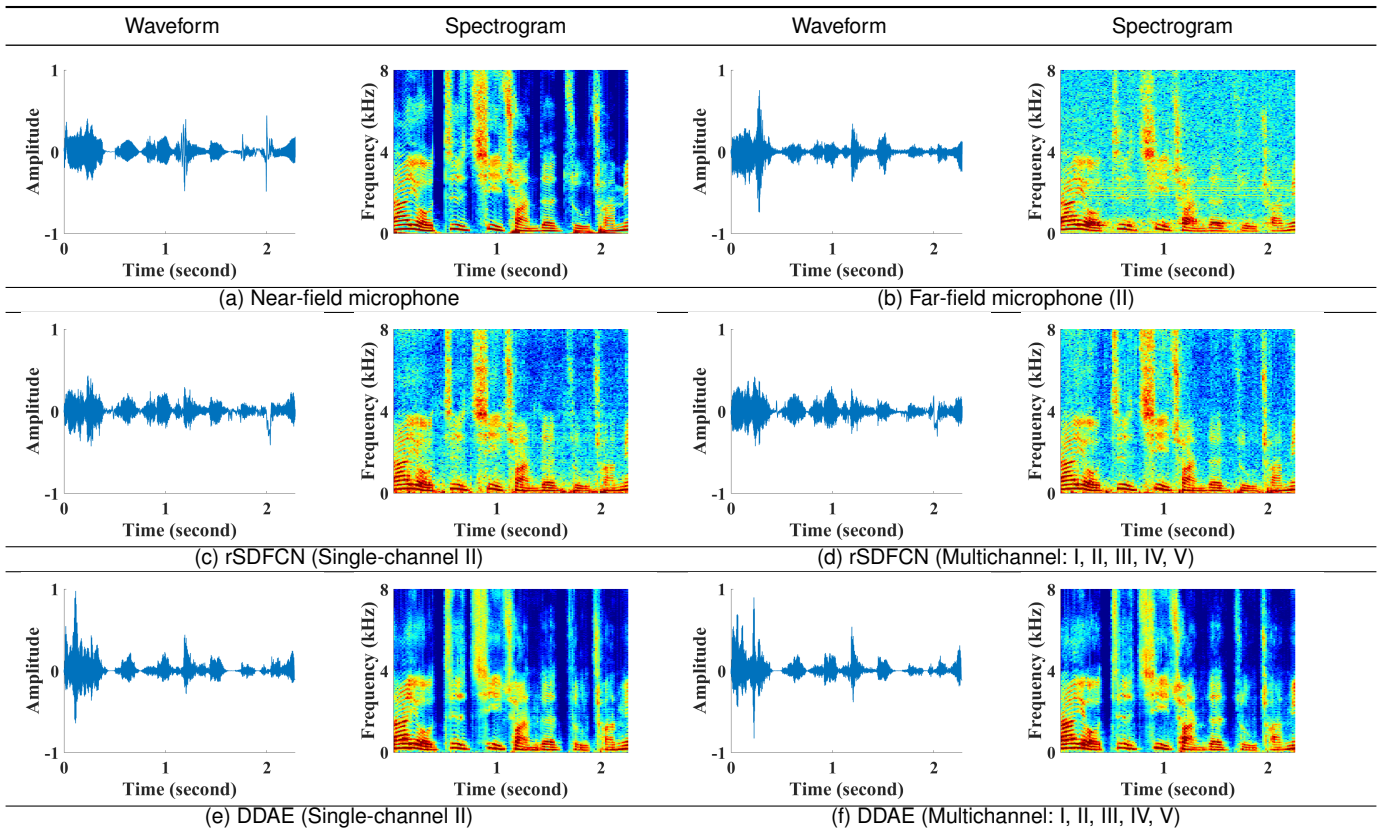 Waveform Spectrogram Waveform Spectrogram
1
0
-1
Amplitude
0 1 2
Time (second)
8
4
0
Frequency (kHz)
1 2
Time (second)
1
0
-1
Amplitude
0 1 2
Time (second)
8
4
0
Frequency (kHz)
1 2
Time (second)
(a) Near-field microphone
(b) Far-field microphone (II)
1
0
-1
Amplitude
0 1 2
Time (second)
8
4
0
Frequency (kHz)
1 2
Time (second)
1
0
-1
Amplitude
0 1 2
Time (second)
8
4
0
Frequency (kHz)
1 2
Time (second)
(c) rSDFCN (Single-channel II)
(d) rSDFCN (Multichannel: I, II, III, IV, V)
1
0
-1
Amplitude
0 1 2
Time (second)
8
4
0
Frequency (kHz)
1 2
Time (second)
1
0
-1
Amplitude
0 1 2
Time (second)
8
4
0
Frequency (kHz)
1 2
Time (second)
(e) DDAE (Single-channel II)
(f) DDAE (Multichannel: I, II, III, IV, V)